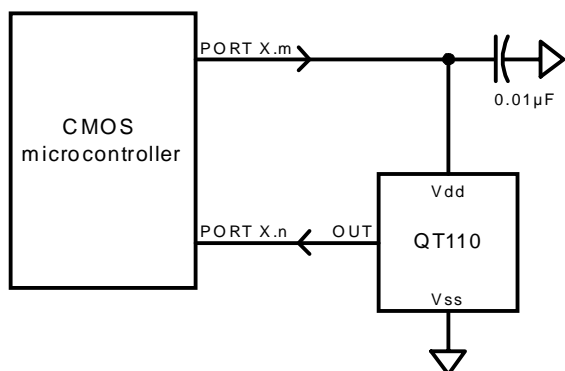 PORT X.m
0.01µF
CMOS
microcontroller
Vdd
PORT X.n
OUT
QT110
Vss